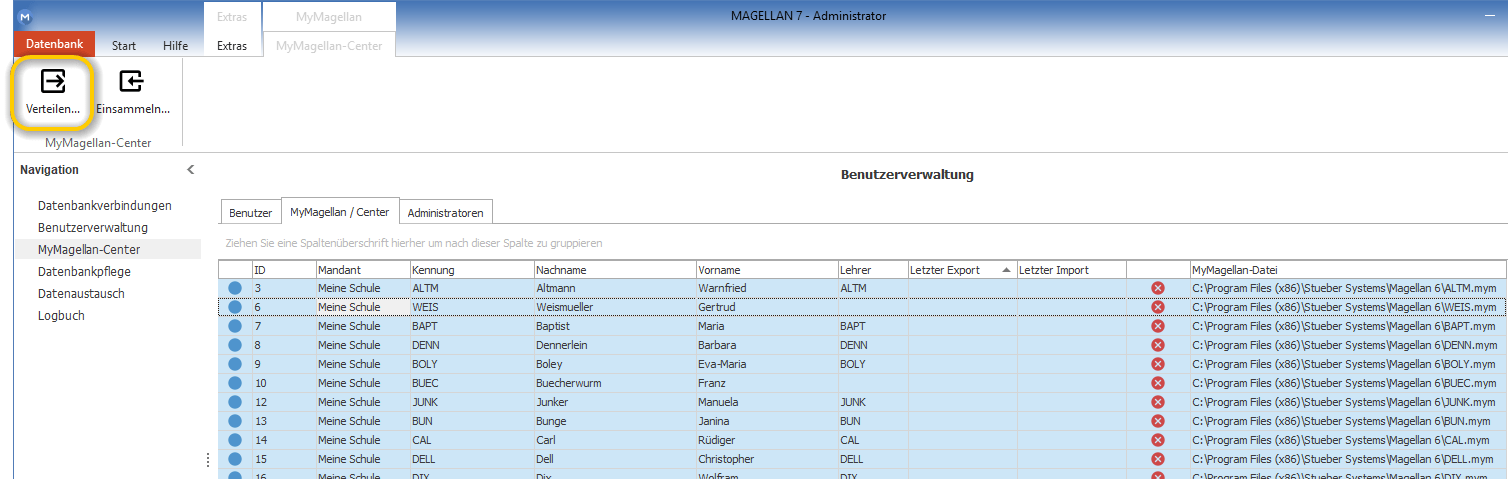 M Extras MyMagellan MAGELLAN 7 - Administrator
Datenbank Start Hilfe Extras MyMagellan-Center
Verteilen... Einsammeln...
MyMagellan-Center
Navigation
Benutzerverwaltung
Datenbankverbindungen
Benutzerverwaltung
MyMagellan-Center
Datenbankpflege
Datenaustausch
Logbuch
Benutzer MyMagellan / Center Administratoren
Ziehen Sie eine Spaltenüberschrift hierher um nach dieser Spalte zu gruppieren
ID Mandant Kennung Nachname Vorname Lehrer Letzter Export Letzter Import MyMagellan-Datei
3 Meine Schule ALTM Altmann Warnfried ALTM C:\Program Files (x86)\Stueber Systems\Magellan 6\ALTM.mym
6 Meine Schule WEIS Weismueller Gertrud C:\Program Files (x86)\Stueber Systems\Magellan 6\WEIS.mym
7 Meine Schule BAPT Baptist Maria BAPT C:\Program Files (x86)\Stueber Systems\Magellan 6\BAPT.mym
8 Meine Schule DENN Dennerlein Barbara DENN C:\Program Files (x86)\Stueber Systems\Magellan 6\DENN.mym
9 Meine Schule BOLY Boley Eva-Maria BOLY C:\Program Files (x86)\Stueber Systems\Magellan 6\BOLY.mym
10 Meine Schule BUEC Buecherwurm Franz C:\Program Files (x86)\Stueber Systems\Magellan 6\BUEC.mym
12 Meine Schule JUNK Junker Manuela JUNK C:\Program Files (x86)\Stueber Systems\Magellan 6\JUNK.mym
13 Meine Schule BUN Bunge Janina BUN C:\Program Files (x86)\Stueber Systems\Magellan 6\BUN.mym
14 Meine Schule CAL Carl Rüdiger CAL C:\Program Files (x86)\Stueber Systems\Magellan 6\CAL.mym
15 Meine Schule DELL Dell Christopher DELL C:\Program Files (x86)\Stueber Systems\Magellan 6\DELL.mym
16 Meine Schule DIX Dix Wolfram DIX C:\Program Files (x86)\Stueber Systems\Magellan 6\DIX.mym